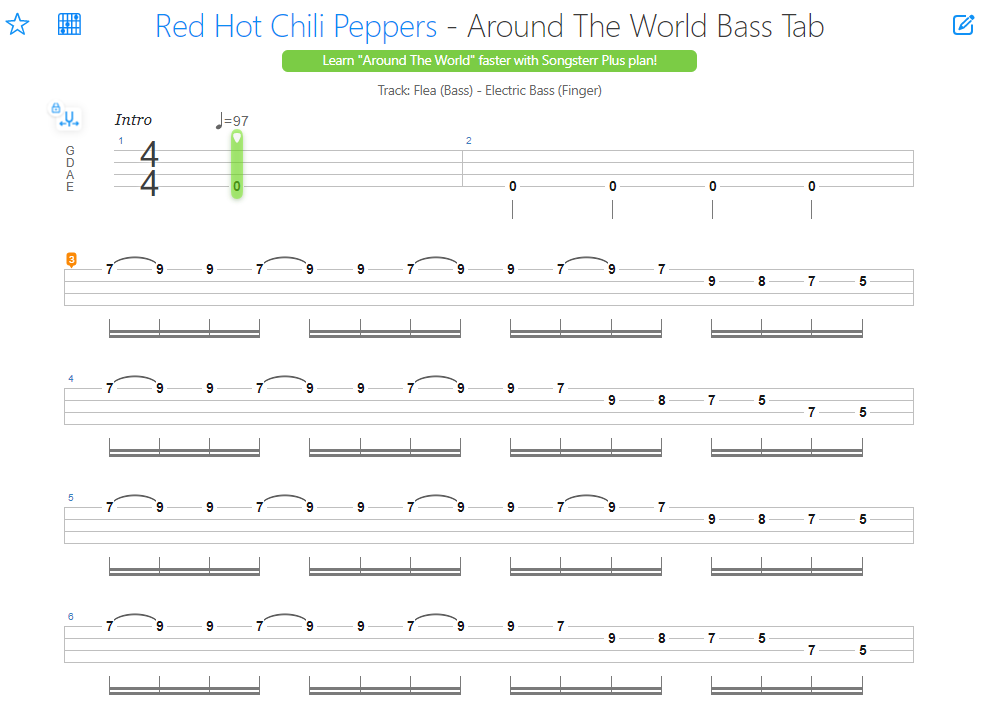 Red Hot Chili Peppers - Around The World Bass Tab
Learn "Around The World" faster with Songsterr Plus plan!
Track: Flea (Bass) - Electric Bass (Finger)
Intro ♩=97
1 2
4
4
G
D
A
E
0 0 0 0 0
3
7 9 9 7 9 9 7 9 9 7 9 7
9 8 7 5
4
7 9 9 7 9 9 7 9 9 7
9 8 7 5
7 5
5
7 9 9 7 9 9 7 9 9 7 9 7
9 8 7 5
6
7 9 9 7 9 9 7 9 9 7
9 8 7 5
7 5